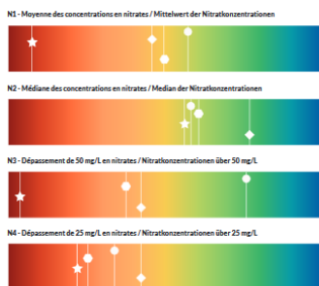 N1 - Moyenne des concentrations en nitrates / Mittelwert der Nitratkonzentrationen
N2 - Médiane des concentrations en nitrates / Median der Nitratkonzentrationen
N3 - Dépassement de 50 mg/L en nitrates / Nitratkonzentrationen über 50 mg/L
N4 - Dépassement de 25 mg/L en nitrates / Nitratkonzentrationen über 25 mg/L